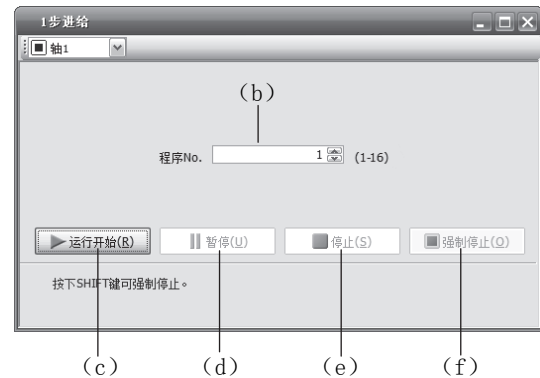 1步进给
轴1
(b)
程序No. 1 (1-16)
运行开始(R) 暂停(U) 停止(S) 强制停止(O)
按下SHIFT键可强制停止。
(c) (d) (e) (f)